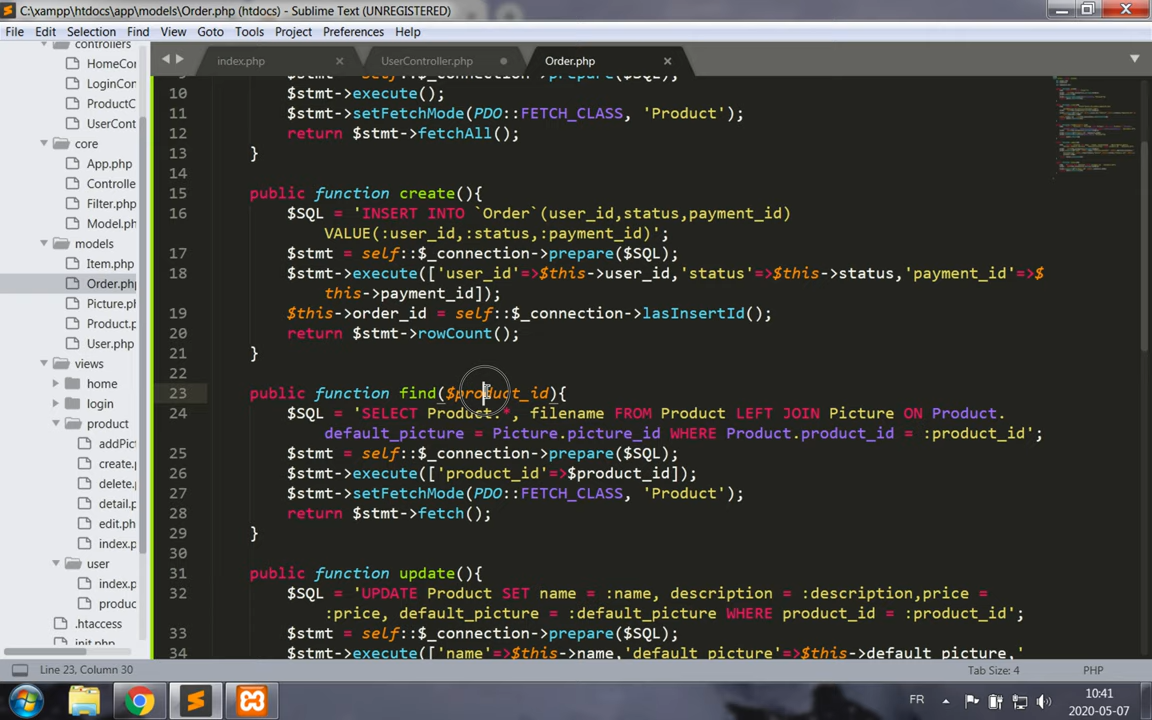 C:\xampp\htdocs\app\models\Order.php (htdocs) - Sublime Text (UNREGISTERED)
File Edit Selection Find View Goto Tools Project Preferences Help
controllers
HomeCor
LoginCor
ProductC
UserCont
core
App.php
Controlle
Filter.php
Model.ph
models
Item.php
Order.php
Picture.ph
Product.p
User.php
views
home
login
product
addPict
create.p
delete.p
detail.p
edit.ph
index.p
user
index.p
produc
.htaccess
init.php
index.php UserController.php Order.php
9 $stmt = self::$_connection->prepare($SQL);
10 $stmt->execute();
11 $stmt->setFetchMode(PDO::FETCH_CLASS, 'Product');
12 return $stmt->fetchAll();
13 }
14
15 public function create(){
16 $SQL = 'INSERT INTO `Order`(user_id,status,payment_id)
VALUE(:user_id,:status,:payment_id)';
17 $stmt = self::$_connection->prepare($SQL);
18 $stmt->execute(['user_id'=>$this->user_id,'status'=>$this->status,'payment_id'=>$
this->payment_id]);
19 $this->order_id = self::$_connection->lasInsertId();
20 return $stmt->rowCount();
21 }
22
23 public function find($product_id){
24 $SQL = 'SELECT Product.*, filename FROM Product LEFT JOIN Picture ON Product.
default_picture = Picture.picture_id WHERE Product.product_id = :product_id';
25 $stmt = self::$_connection->prepare($SQL);
26 $stmt->execute(['product_id'=>$product_id]);
27 $stmt->setFetchMode(PDO::FETCH_CLASS, 'Product');
28 return $stmt->fetch();
29 }
30
31 public function update(){
32 $SQL = 'UPDATE Product SET name = :name, description = :description,price =
:price, default_picture = :default_picture WHERE product_id = :product_id';
33 $stmt = self::$_connection->prepare($SQL);
34 $stmt->execute(['name'=>$this->name,'default_picture'=>$this->default_picture,'
Line 23, Column 30 Tab Size: 4 PHP
FR 10:41
2020-05-07